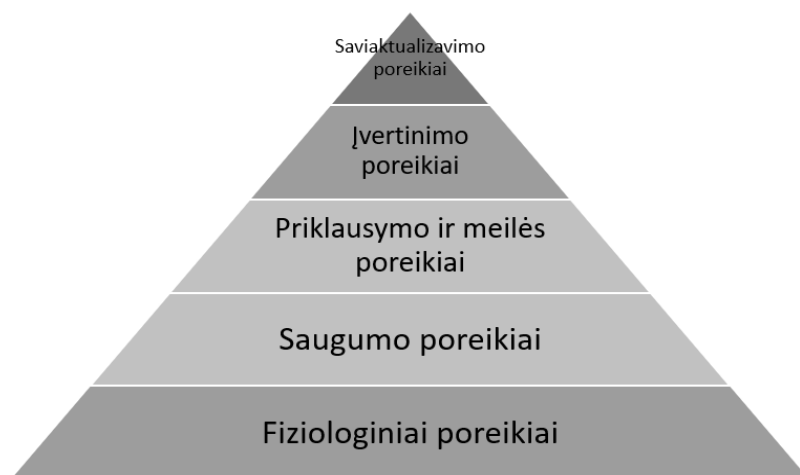 Saviaktualizavimo
poreikiai
Įvertinimo
poreikiai
Priklausymo ir meilės
poreikiai
Saugumo poreikiai
Fiziologiniai poreikiai